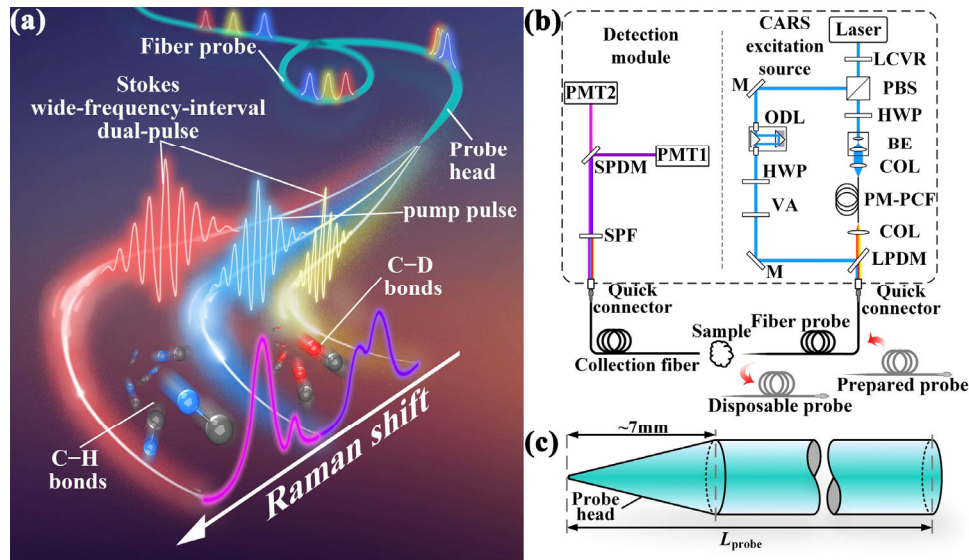 (a)
Fiber probe
Stokes
wide-frequency-interval
dual-pulse
Probe
head
pump pulse
C–D
bonds
C–H
bonds
Raman shift
(b)
Detection
module
CARS
excitation
source
Laser
LCVR
M
PBS
PMT2
ODL
HWP
BE
PMT1
SPDM
COL
HWP
VA
PM-PCF
SPF
COL
M
LPDM
Quick
connector
Quick
connector
Sample
Fiber probe
Collection fiber
Disposable probe
Prepared probe
(c)
~7mm
Probe
head
Lprobe